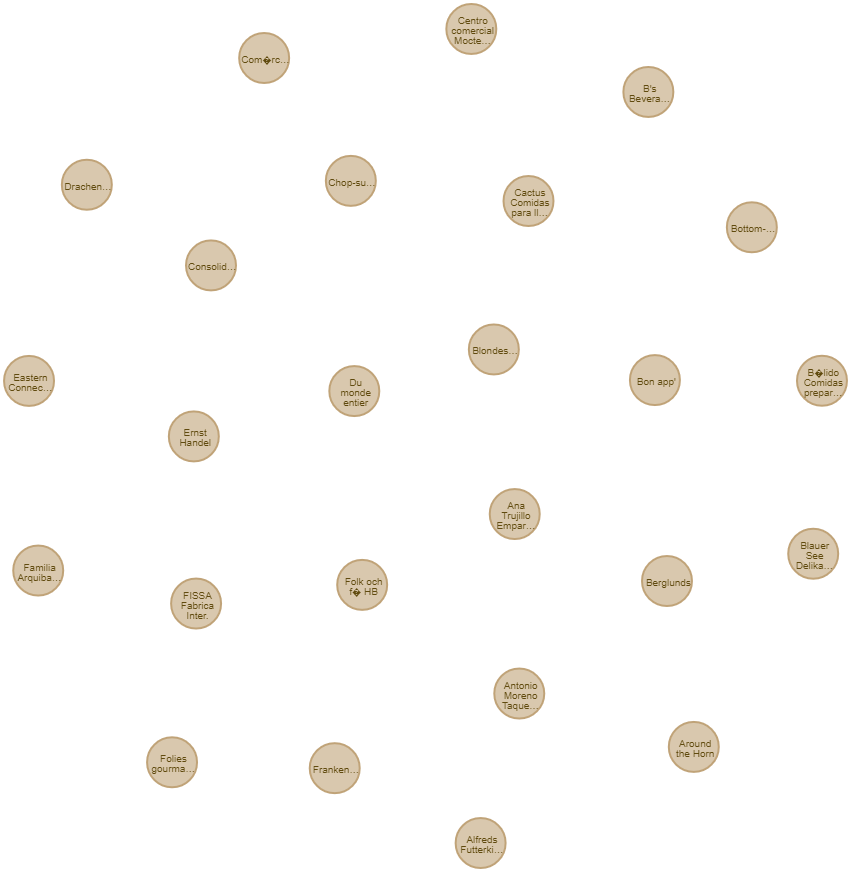 Centro
comercial
Mocte...
Com�rc...
B's
Bevera...
Drachen...
Chop-su...
Cactus
Comidas
para ll...
Bottom-...
Consolid...
Blondes...
Eastern
Connec...
Du
monde
entier
Bon app'
B�lido
Comidas
prepar...
Ernst
Handel
Ana
Trujillo
Empar...
Blauer
See
Delika...
Familia
Arquiba...
FISSA
Fabrica
Inter.
Folk och
f� HB
Berglunds
Antonio
Moreno
Taque...
Around
the Horn
Folies
gourma...
Franken...
Alfreds
Futterki...